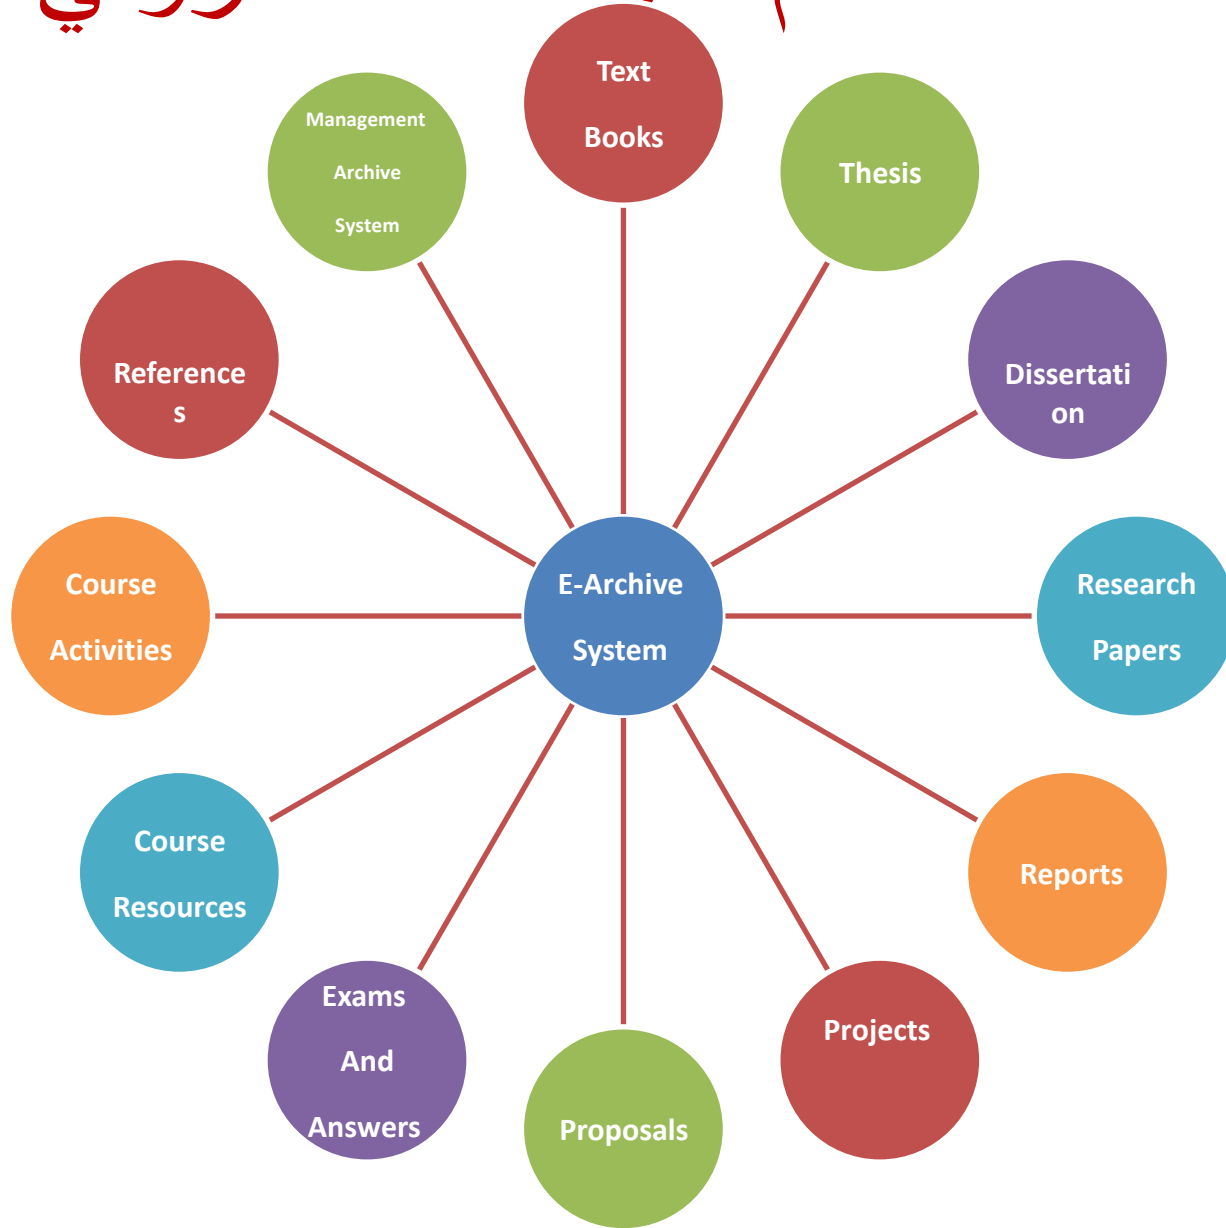 Text
Books
Thesis
Dissertati
on
Research
Papers
Reports
Projects
Proposals
Exams
And
Answers
Course
Resources
Course
Activities
Reference
s
Management
Archive
System
E-Archive
System